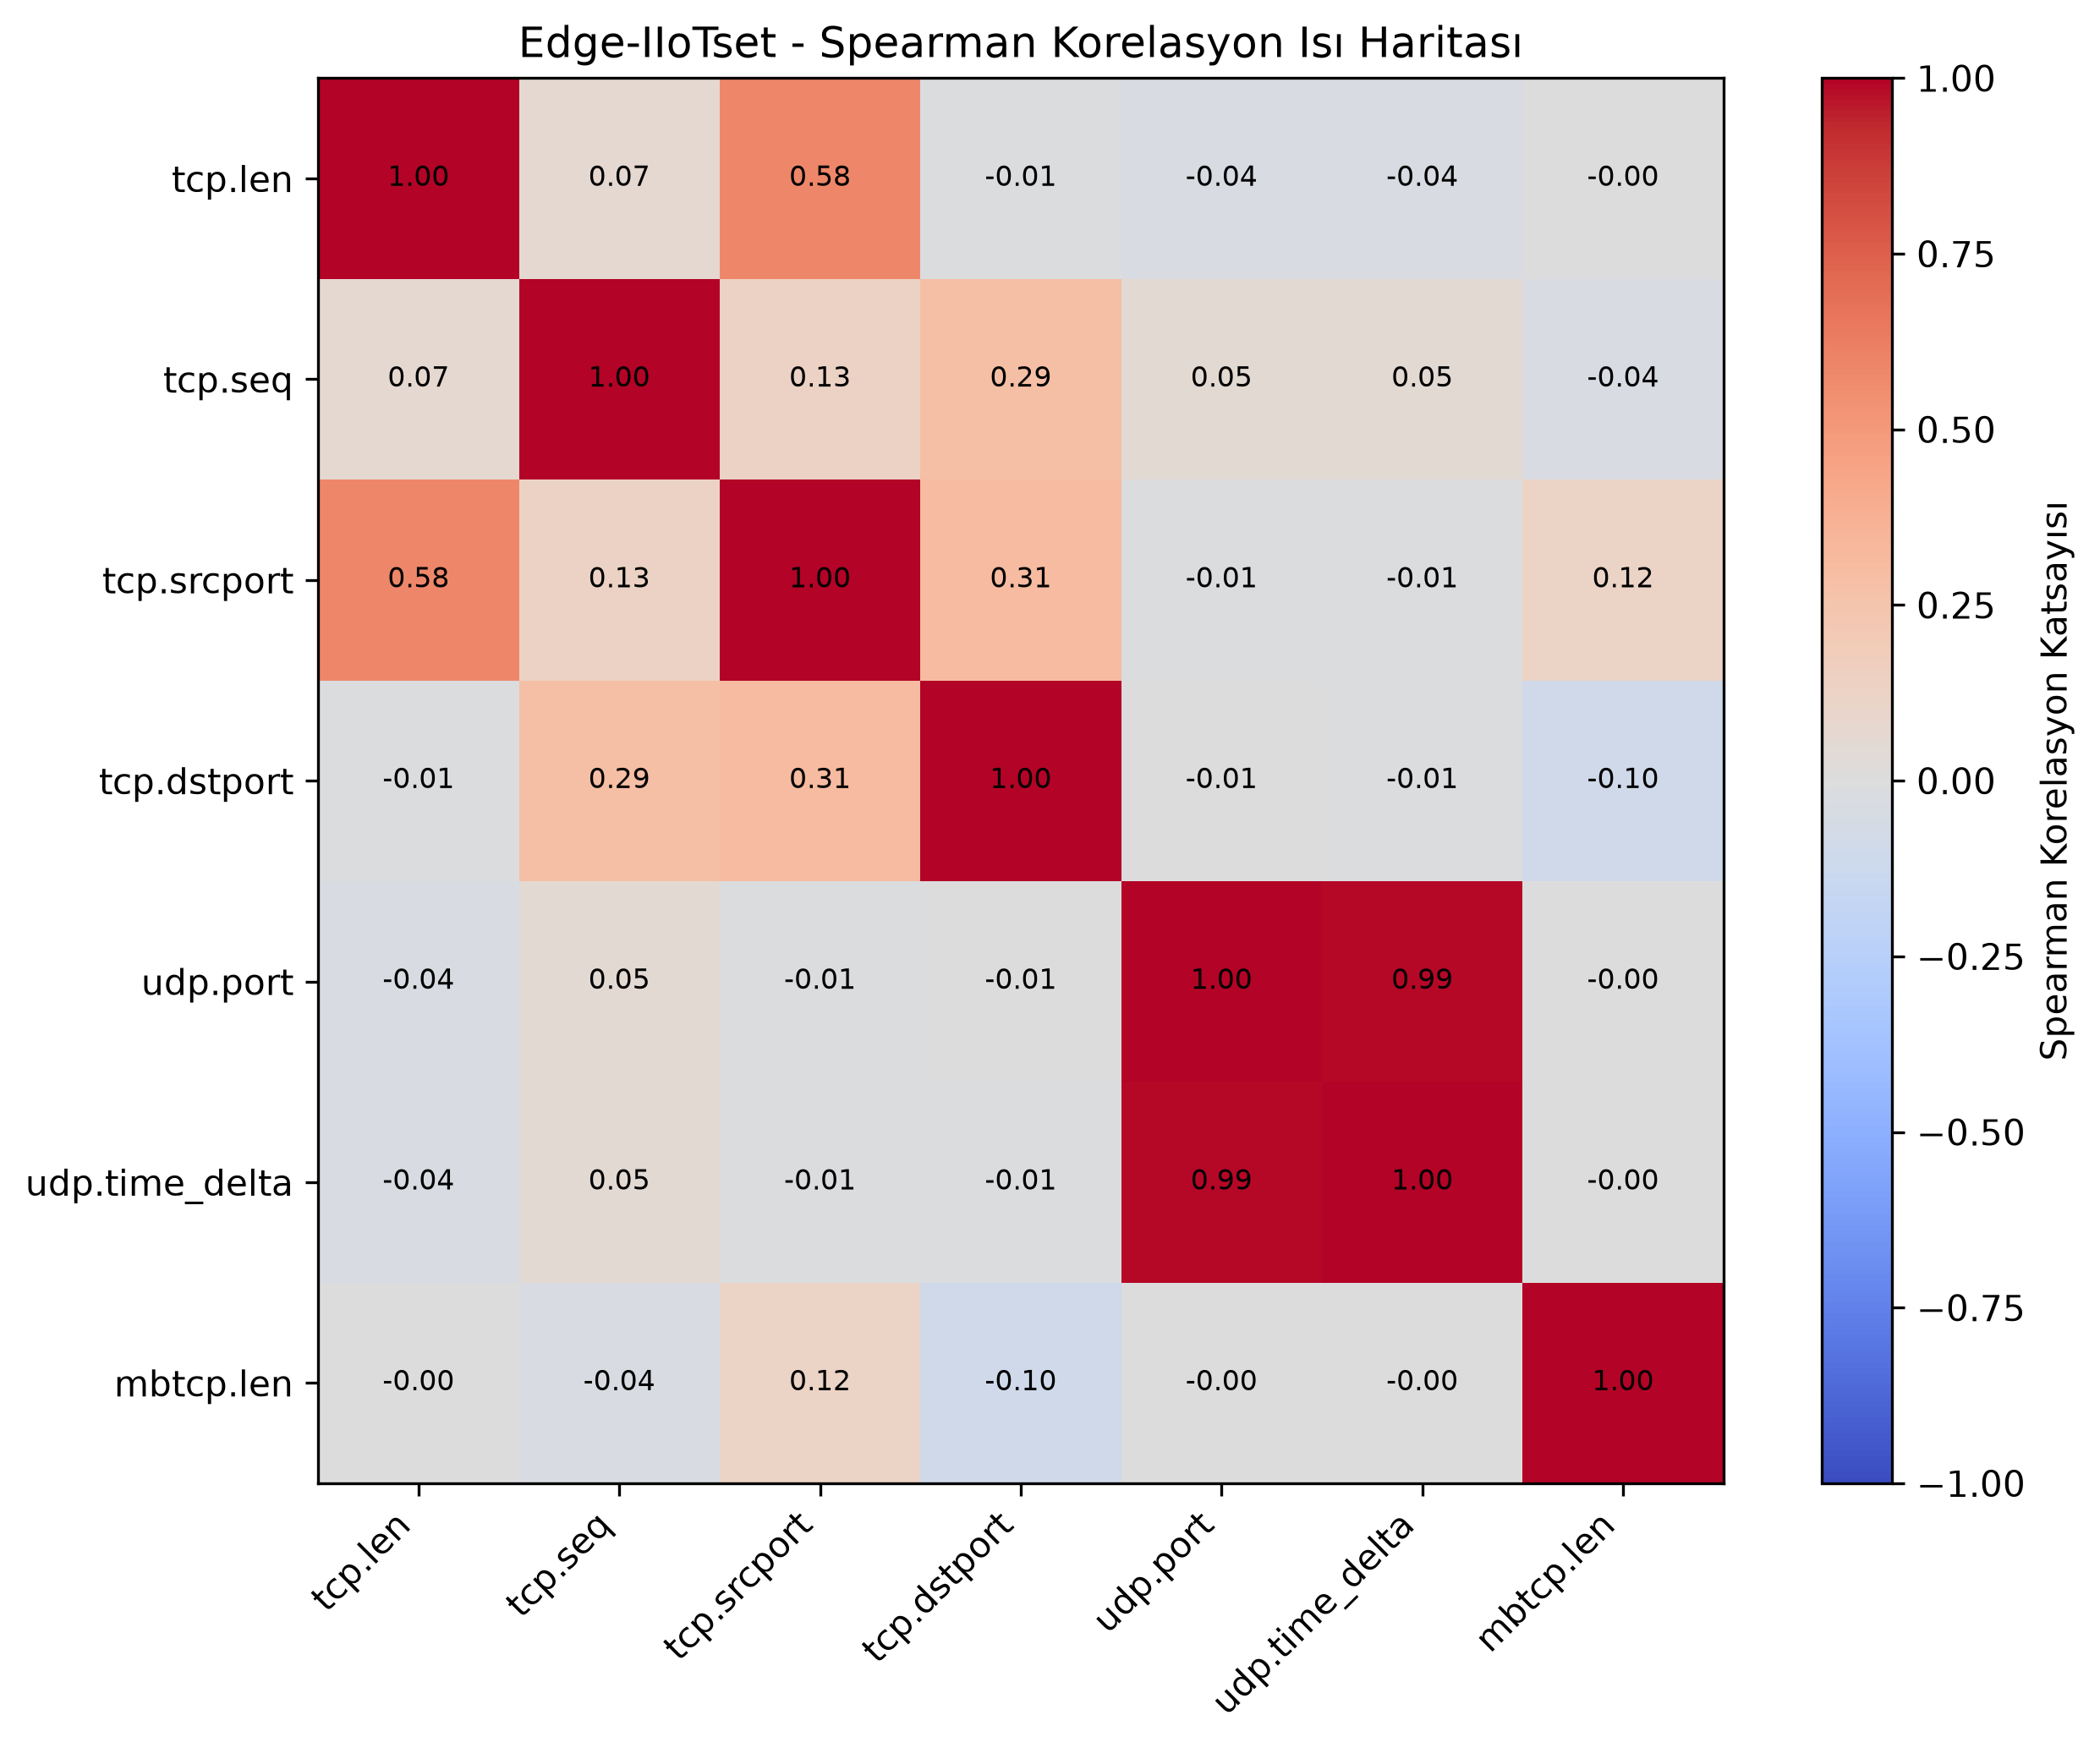 Edge-IIoTset - Spearman Korelasyon Isı Haritası
tcp.len 1.00 0.07 0.58 -0.01 -0.04 -0.04 -0.00
tcp.seq 0.07 1.00 0.13 0.29 0.05 0.05 -0.04
tcp.srcport 0.58 0.13 1.00 0.31 -0.01 -0.01 0.12
tcp.dstport -0.01 0.29 0.31 1.00 -0.01 -0.01 -0.10
udp.port -0.04 0.05 -0.01 -0.01 1.00 0.99 -0.00
udp.time_delta -0.04 0.05 -0.01 -0.01 0.99 1.00 -0.00
mbtcp.len -0.00 -0.04 0.12 -0.10 -0.00 -0.00 1.00
tcp.len
tcp.seq
tcp.srcport
tcp.dstport
udp.port
udp.time_delta
mbtcp.len
1.00
0.75
0.50
0.25
0.00
−0.25
−0.50
−0.75
−1.00
Spearman Korelasyon Katsayısı